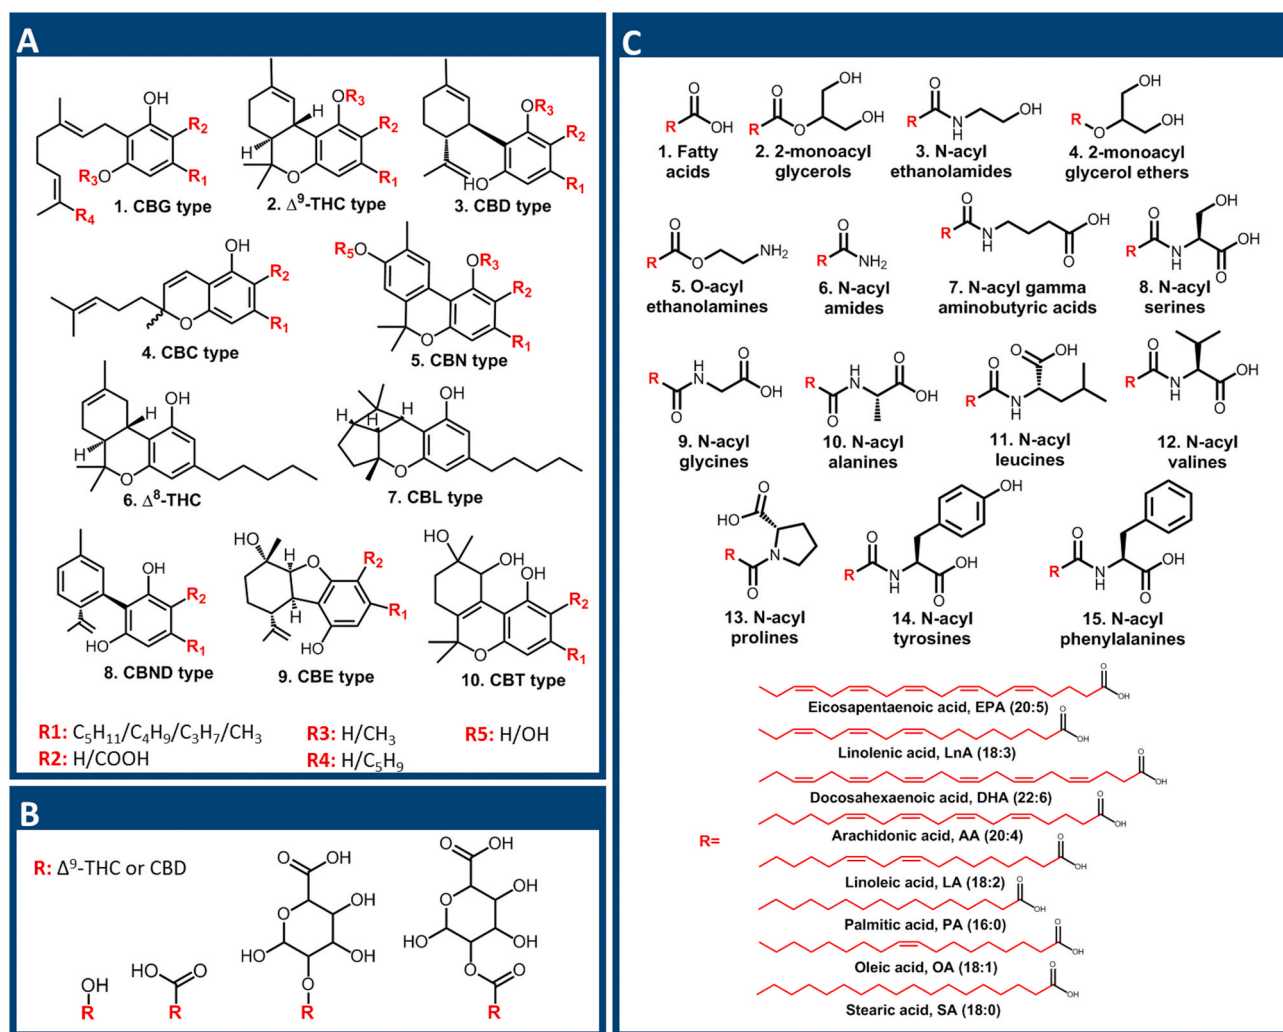 A
OH
R₂
R₃O
R₁
R₄
1. CBG type
H
H
OR₃
R₂
O
R₁
2. Δ⁹-THC type
OR₃
R₂
HO
R₁
3. CBD type
OH
R₂
O
R₁
4. CBC type
R₅O
OR₃
R₂
O
R₁
5. CBN type
H
OH
H
O
6. Δ⁸-THC
H
H
OH
O
7. CBL type
OH
R₂
HO
R₁
8. CBND type
HO
H
O
R₂
H
R₁
HO
9. CBE type
HO
OH
OH
R₂
O
R₁
10. CBT type
R1: C₅H₁₁/C₄H₉/C₃H₇/CH₃
R3: H/CH₃
R5: H/OH
R2: H/COOH
R4: H/C₅H₉
B
R: Δ⁹-THC or CBD
OH
R
HO
O
R
O
OH
O
OH
HO
OH
O
R
O
OH
O
OH
HO
OH
O
O
R
C
O
R
OH
1. Fatty
acids
O
OH
R
O
OH
2. 2-monoacyl
glycerols
O
R
N
H
OH
3. N-acyl
ethanolamides
OH
R
O
OH
4. 2-monoacyl
glycerol ethers
O
NH₂
R
O
5. O-acyl
ethanolamines
O
R
NH₂
6. N-acyl
amides
O
R
N
H
OH
O
7. N-acyl gamma
aminobutyric acids
HO
O
R
N
H
OH
O
8. N-acyl
serines
R
H
N
O
O
OH
9. N-acyl
glycines
R
H
N
O
O
OH
10. N-acyl
alanines
O
OH
O
R
N
H
11. N-acyl
leucines
O
R
N
H
OH
O
12. N-acyl
valines
O
HO
R
N
O
13. N-acyl
prolines
OH
O
R
N
H
OH
O
14. N-acyl
tyrosines
O
R
N
H
OH
O
15. N-acyl
phenylalanines
O
OH
Eicosapentaenoic acid, EPA (20:5)
O
OH
Linolenic acid, LnA (18:3)
O
OH
Docosahexaenoic acid, DHA (22:6)
O
OH
Arachidonic acid, AA (20:4)
R=
O
OH
Linoleic acid, LA (18:2)
O
OH
Palmitic acid, PA (16:0)
O
OH
Oleic acid, OA (18:1)
O
OH
Stearic acid, SA (18:0)